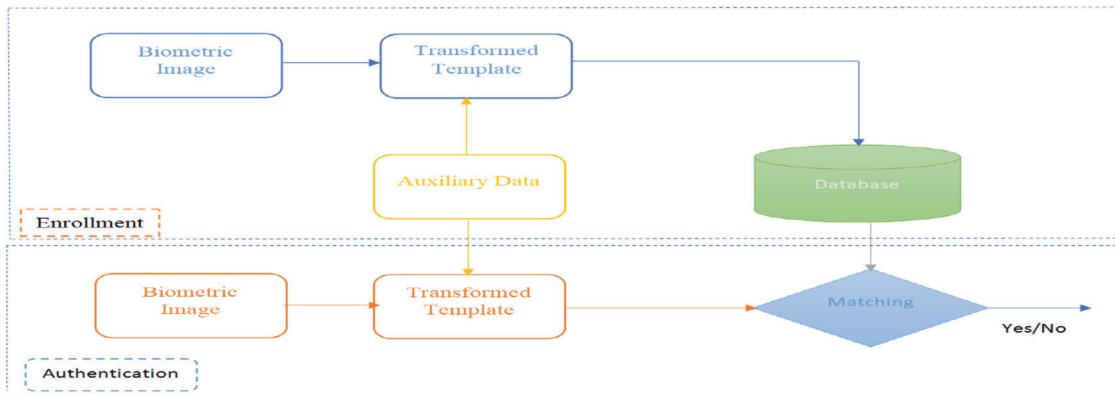 Biometric
Image
Transformed
Template
Auxiliary Data
Database
Enrollment
Biometric
Image
Transformed
Template
Matching
Yes/No
Authentication